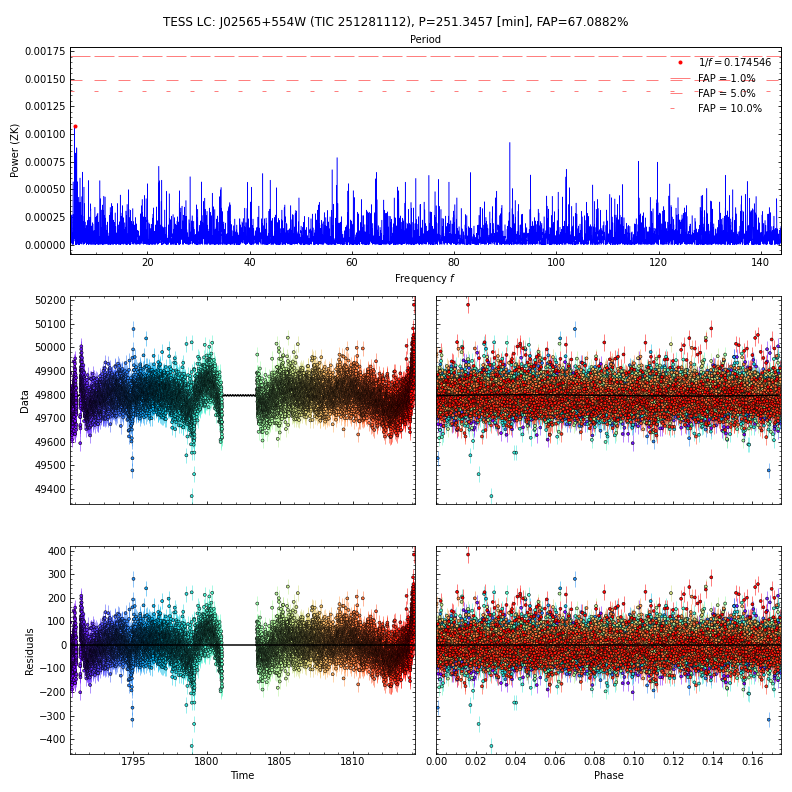 TESS LC: J02565+554W (TIC 251281112), P=251.3457 [min], FAP=67.0882%
Period
0.00175
0.00150
0.00125
0.00100
0.00075
0.00050
0.00025
0.00000
Power (ZK)
1/f = 0.174546
FAP = 1.0%
FAP = 5.0%
FAP = 10.0%
20 40 60 80 100 120 140
Frequency f
50200
50100
50000
49900
49800
49700
49600
49500
49400
Data
400
300
200
100
0
−100
−200
−300
−400
Residuals
1795 1800 1805 1810
Time
0.00 0.02 0.04 0.06 0.08 0.10 0.12 0.14 0.16
Phase